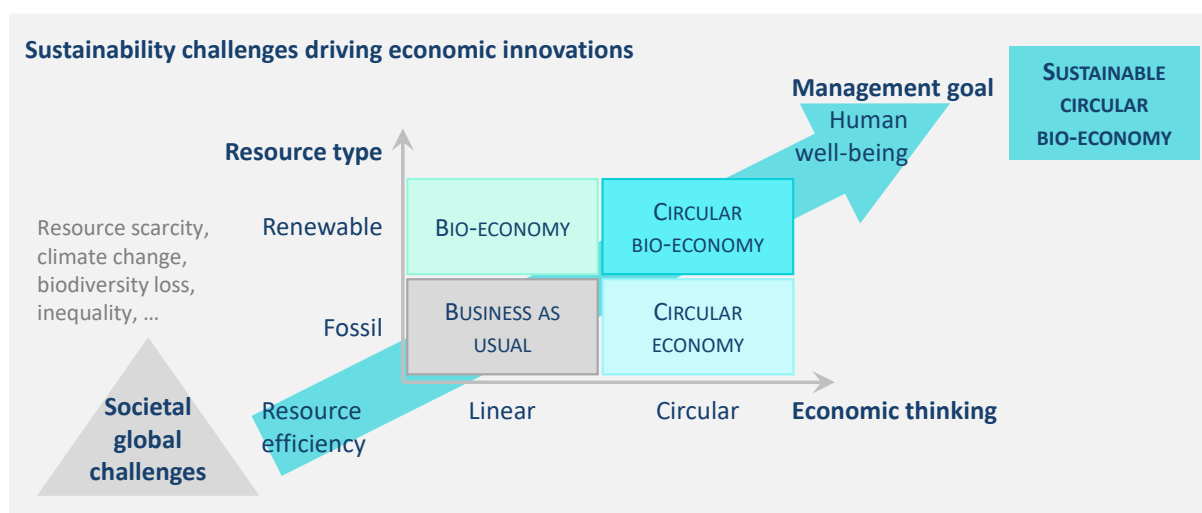 Sustainability challenges driving economic innovations
Management goal
Human
well-being
SUSTAINABLE
CIRCULAR
BIO-ECONOMY
Resource type
Renewable
BIO-ECONOMY
CIRCULAR
BIO-ECONOMY
Resource scarcity,
climate change,
biodiversity loss,
inequality, …
Fossil
BUSINESS AS
USUAL
CIRCULAR
ECONOMY
Societal
global
challenges
Resource
efficiency
Linear
Circular
Economic thinking